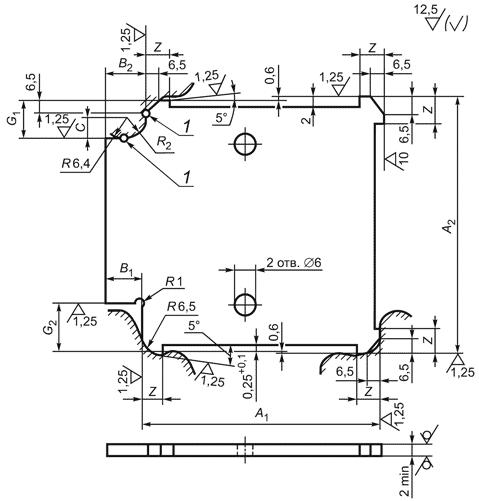 12,5 (√)
1,25
Z
B2
6,5
6,5
G1
1,25
C
R6,4
R2
1
1
1,25
5°
0,6
1,25
2
Z
6,5
Z
6,5
10
A2
2 отв. ∅6
B1
R1
R6,5
G2
1,25
5°
0,6
1,25
0,25+0,1
1,25
Z
A1
6,5
Z
Z
6,5
1,25
1,25
2 min